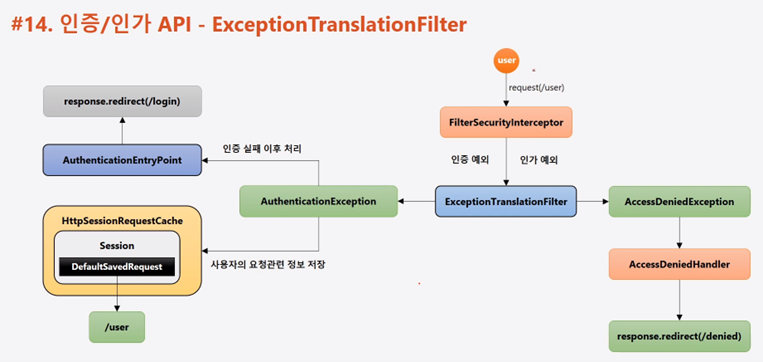 #14. 인증/인가 API - ExceptionTranslationFilter
user
request(/user)
response.redirect(/login)
FilterSecurityInterceptor
인증 실패 이후 처리
인증 예외
인가 예외
AuthenticationEntryPoint
AuthenticationException
ExceptionTranslationFilter
AccessDeniedException
HttpSessionRequestCache
Session
DefaultSavedRequest
사용자의 요청관련 정보 저장
AccessDeniedHandler
/user
response.redirect(/denied)